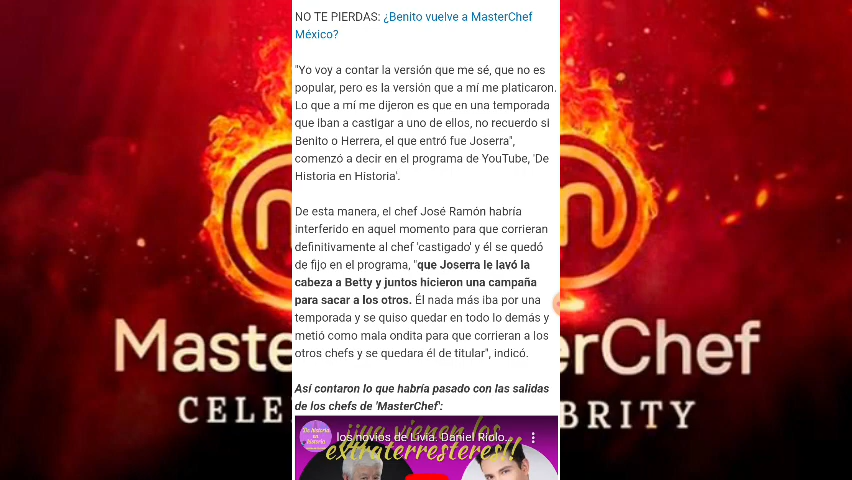 NO TE PIERDAS: ¿Benito vuelve a MasterChef
México?
"Yo voy a contar la versión que me sé, que no es
popular, pero es la versión que a mí me platicaron.
Lo que a mí me dijeron es que en una temporada
que iban a castigar a uno de ellos, no recuerdo si
Benito o Herrera, el que entró fue Joserra",
comenzó a decir en el programa de YouTube, 'De
Historia en Historia'.
De esta manera, el chef José Ramón habría
interferido en aquel momento para que corrieran
definitivamente al chef 'castigado' y él se quedó
de fijo en el programa, "que Joserra le lavó la
cabeza a Betty y juntos hicieron una campaña
para sacar a los otros. Él nada más iba por una
temporada y se quiso quedar en todo lo demás y
metió como mala ondita para que corrieran a los
otros chefs y se quedara él de titular", indicó.
Así contaron lo que habría pasado con las salidas
de los chefs de 'MasterChef':
¡¡ya vienen los
los novios de Livia. Daniel Riolo...
extraterrestres!!
Maste
CELE
rChef
BRITY